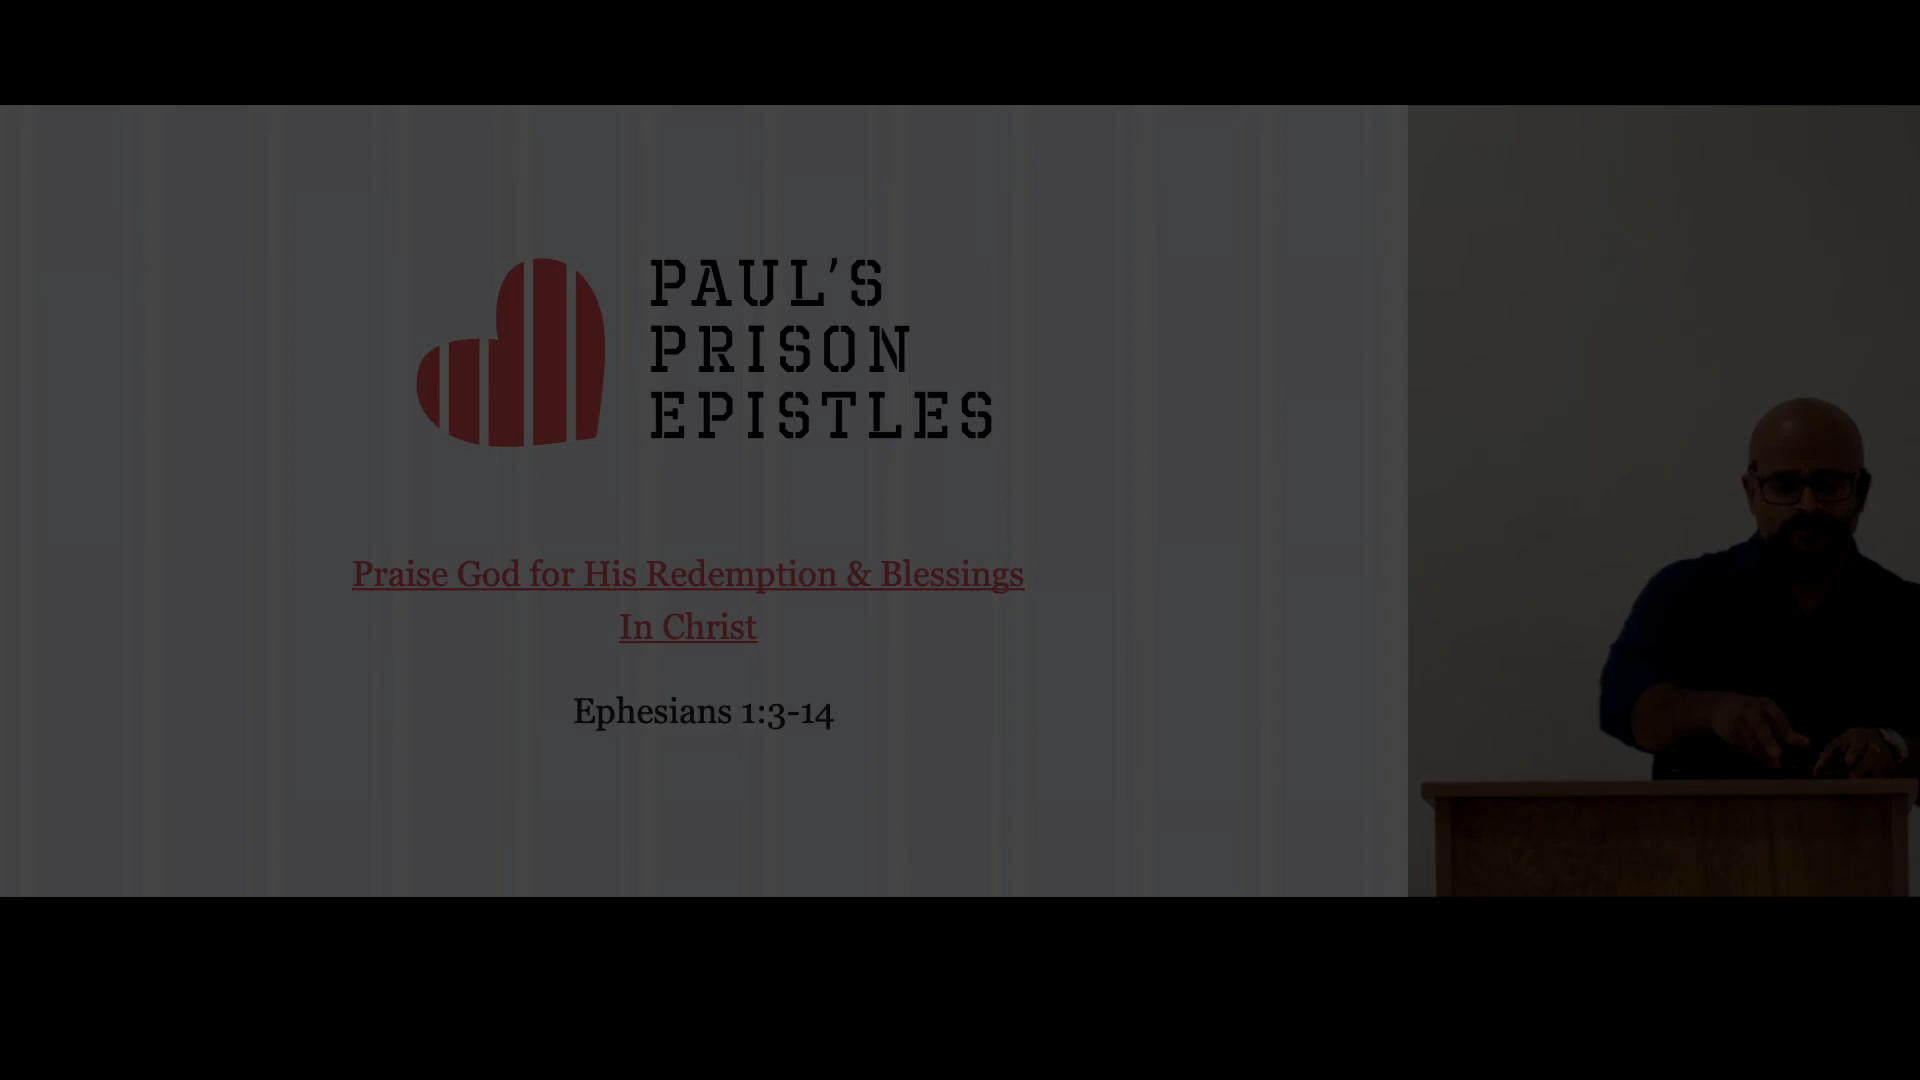 PAUL’S
PRISON
EPISTLES
Praise God for His Redemption & Blessings
In Christ
Ephesians 1:3-14